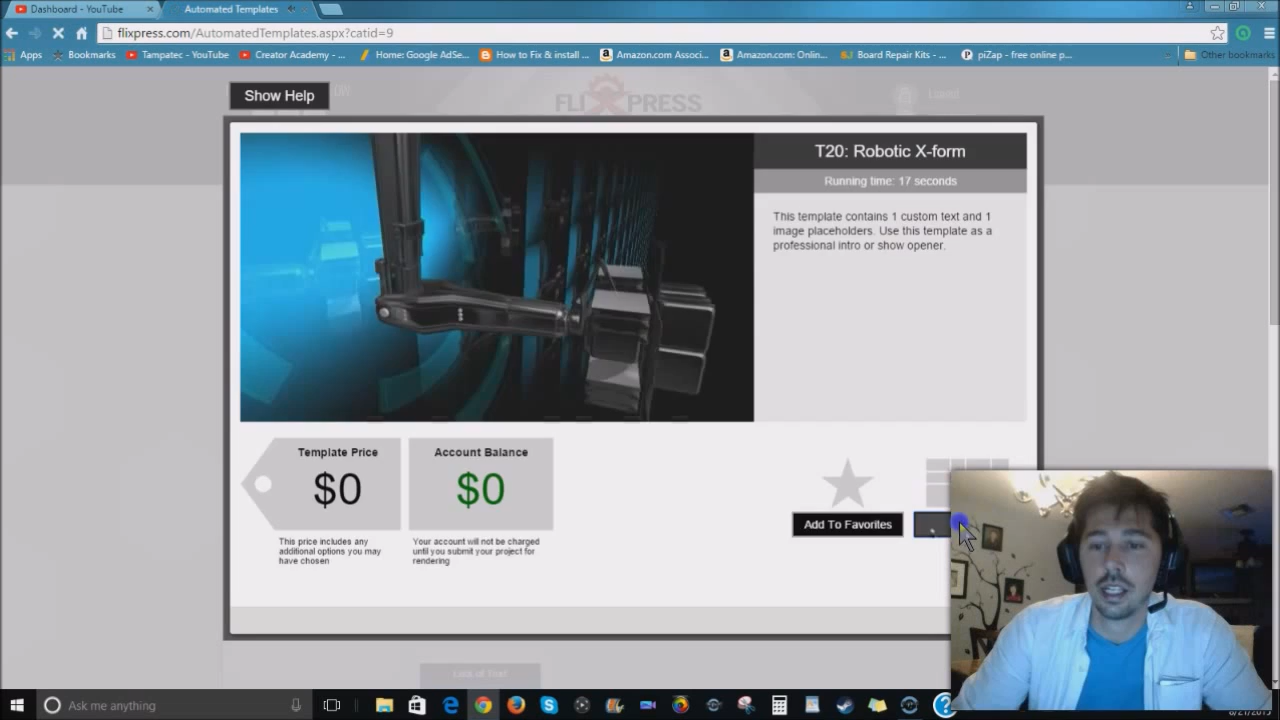 Dashboard - YouTube
Automated Templates
flixpress.com/AutomatedTemplates.aspx?catid=9
Apps
Bookmarks
Tampatec - YouTube
Creator Academy - ...
Home: Google AdSe...
How to Fix & install ...
Amazon.com Associ...
Amazon.com: Onlin...
Board Repair Kits - ...
piZap - free online p...
Other bookmarks
Show Help
FLIXPRESS
T20: Robotic X-form
Running time: 17 seconds
This template contains 1 custom text and 1
image placeholders. Use this template as a
professional intro or show opener.
Template Price
$0
Account Balance
$0
This price includes any
additional options you may
have chosen
Your account will not be charged
until you submit your project for
rendering
Add To Favorites
Ask me anything